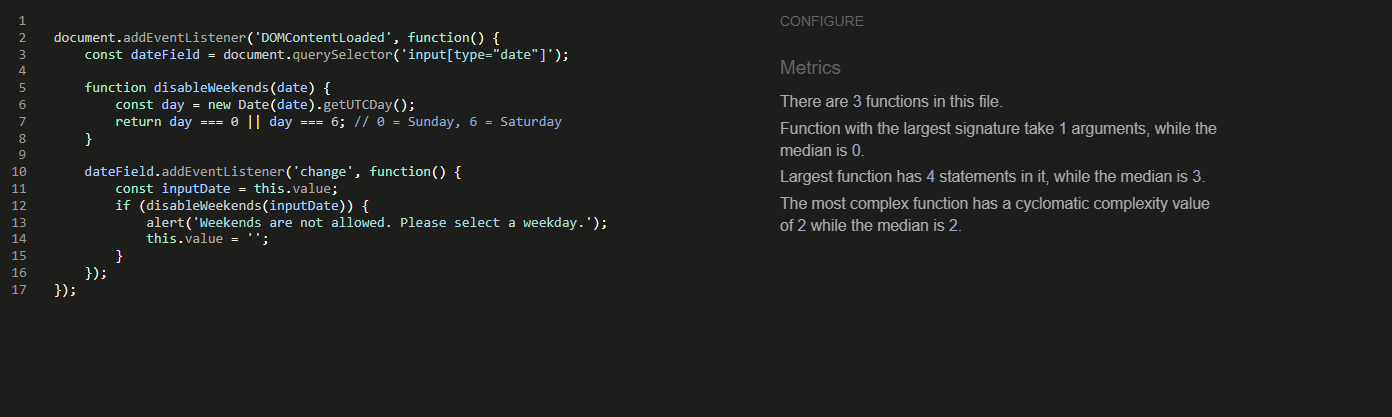 1
2 document.addEventListener('DOMContentLoaded', function() {
3 const dateField = document.querySelector('input[type="date"]');
4
5 function disableWeekends(date) {
6 const day = new Date(date).getUTCDay();
7 return day === 0 || day === 6; // 0 = Sunday, 6 = Saturday
8 }
9
10 dateField.addEventListener('change', function() {
11 const inputDate = this.value;
12 if (disableWeekends(inputDate)) {
13 alert('Weekends are not allowed. Please select a weekday.');
14 this.value = '';
15 }
16 });
17 });
CONFIGURE
Metrics
There are 3 functions in this file.
Function with the largest signature take 1 arguments, while the
median is 0.
Largest function has 4 statements in it, while the median is 3.
The most complex function has a cyclomatic complexity value
of 2 while the median is 2.